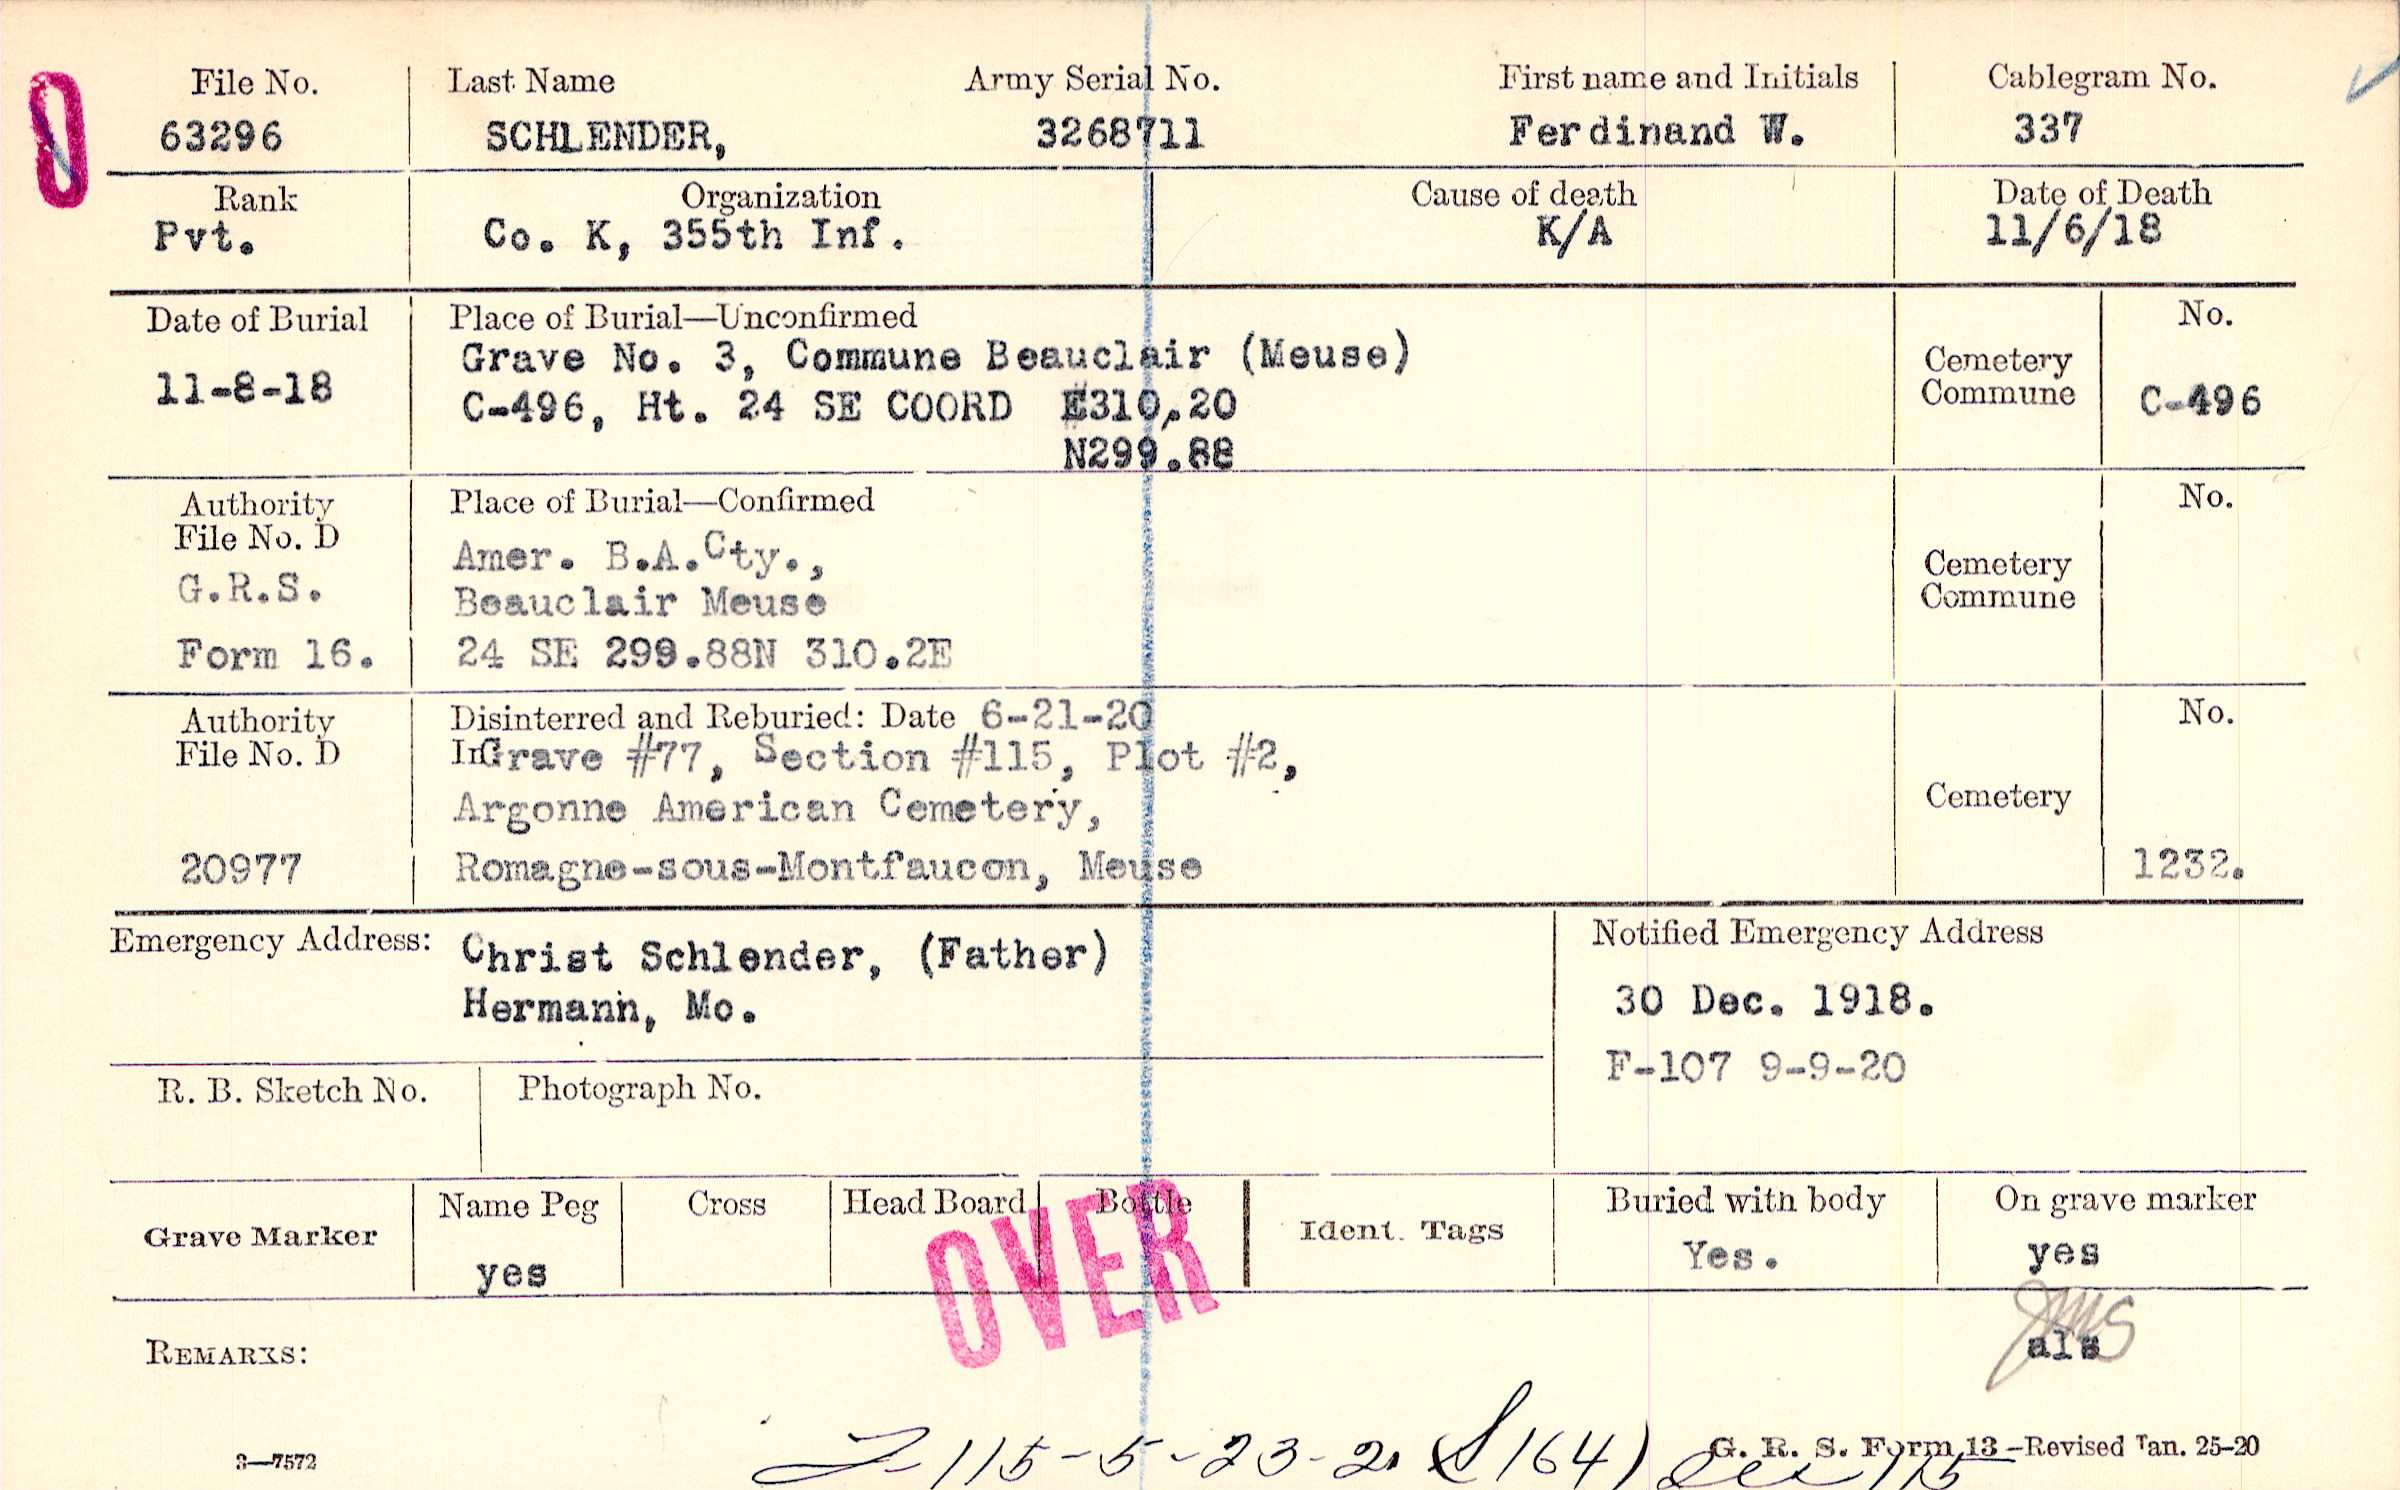 File No. Last Name Army Serial No. First name and Initials Cablegram No.
63296 SCHLENDER, 3268711 Ferdinand W. 337
Rank Organization Cause of death Date of Death
Pvt. Co. K, 355th Inf. K/A 11/6/18
Date of Burial Place of Burial—Unconfirmed No.
Grave No. 3, Commune Beauclair (Meuse) Cemetery
11-8-18 C-496, Ht. 24 SE COORD E310.20 Commune C-496
N299.88
Authority Place of Burial—Confirmed No.
File No. D
Amer. B.A.Cty., Cemetery
G.R.S. Beauclair Meuse Commune
Form 16. 24 SE 299.88N 310.2E
Authority Disinterred and Reburied: Date 6-21-20 No.
File No. D In Grave #77, Section #115, Plot #2,
Argonne American Cemetery, Cemetery
20977 Romagne-sous-Montfaucon, Meuse 1232.
Emergency Address: Christ Schlender, (Father) Notified Emergency Address
Hermann, Mo. 30 Dec. 1918.
F-107 9-9-20
R. B. Sketch No. Photograph No.
Grave Marker Name Peg Cross Head Board Bottle Ident. Tags Buried with body On grave marker
yes Yes. yes
OVER
REMARKS: als
3—7572 115-5-23-21 164) G. R. S. Form 13—Revised Jan. 25-20